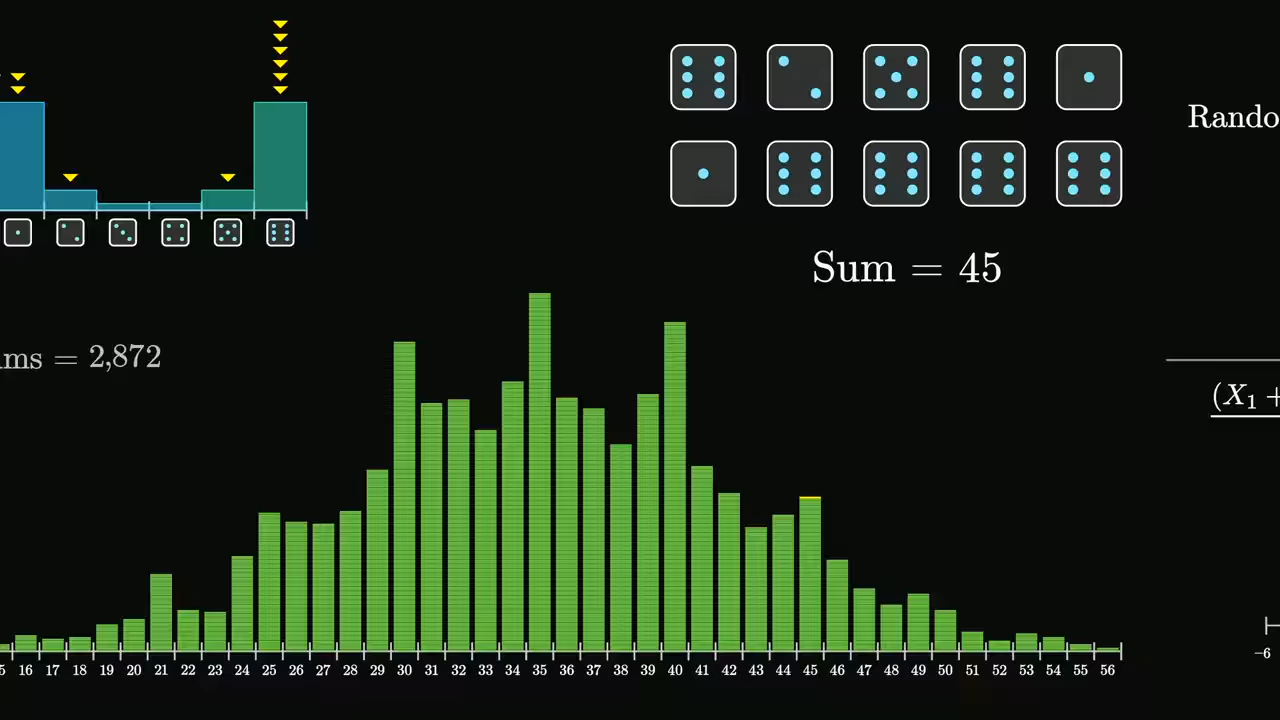 Rando
Sum = 45
ms = 2,872
(X₁ +
16 17 18 19 20 21 22 23 24 25 26 27 28 29 30 31 32 33 34 35 36 37 38 39 40 41 42 43 44 45 46 47 48 49 50 51 52 53 54 55 56
−6